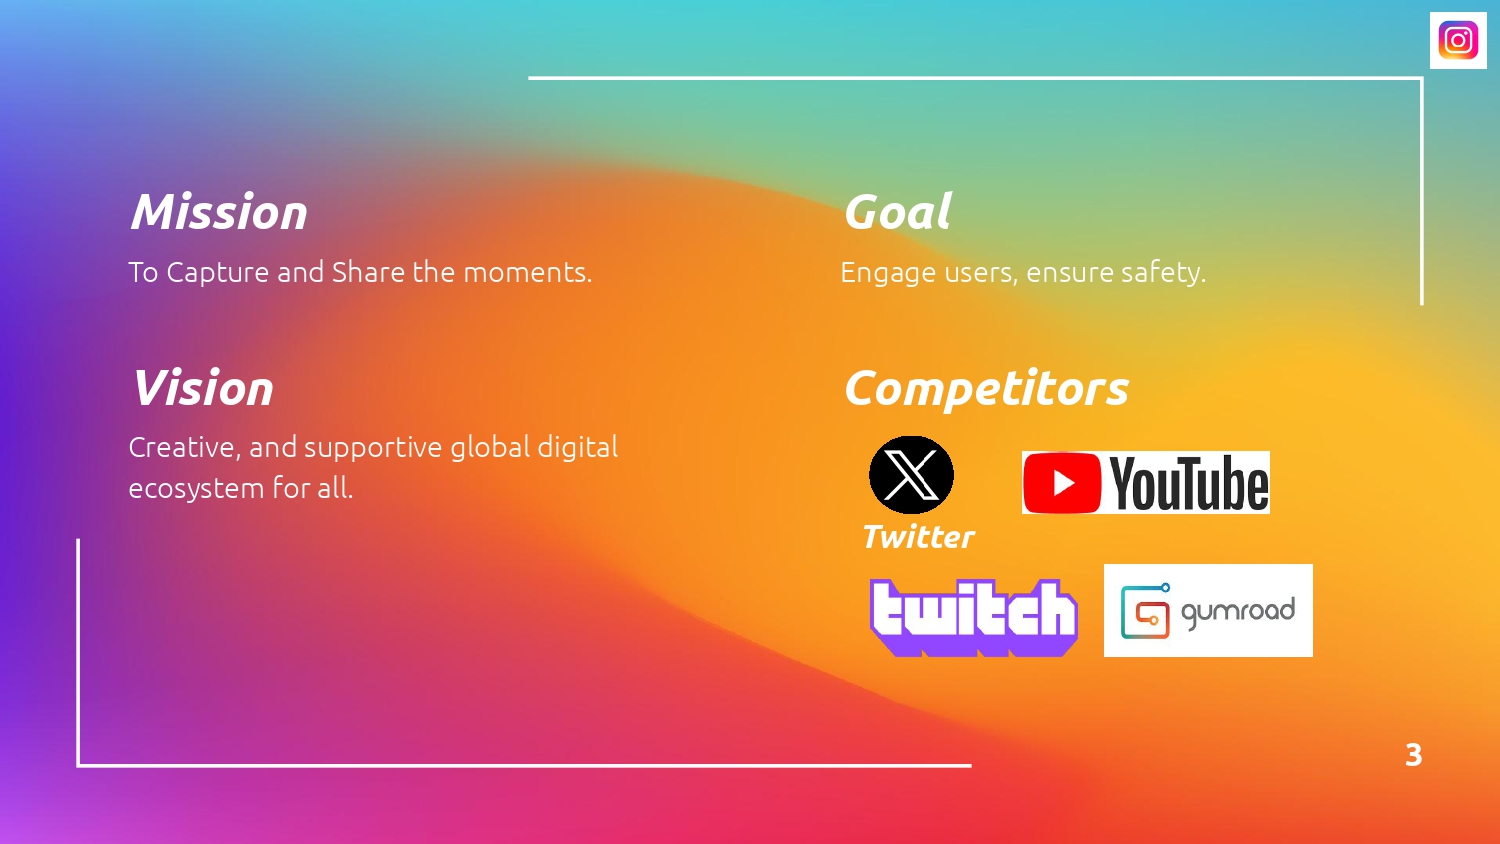 Mission
To Capture and Share the moments.
Vision
Creative, and supportive global digital
ecosystem for all.
Goal
Engage users, ensure safety.
Competitors
YouTube
Twitter
twitch
gumroad
3